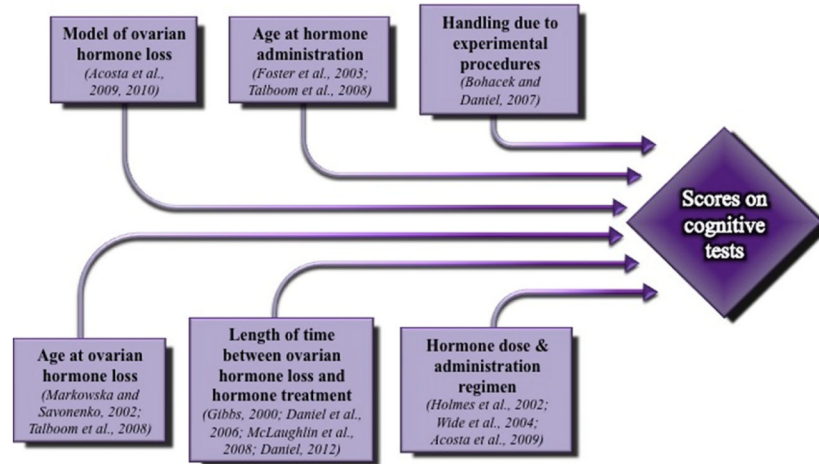 Model of ovarian
hormone loss
(Acosta et al.,
2009, 2010)
Age at hormone
administration
(Foster et al., 2003;
Talboom et al., 2008)
Handling due to
experimental
procedures
(Bohacek and
Daniel, 2007)
Scores on
cognitive
tests
Age at ovarian
hormone loss
(Markowska and
Savonenko, 2002;
Talboom et al., 2008)
Length of time
between ovarian
hormone loss and
hormone treatment
(Gibbs, 2000; Daniel et al.,
2006; McLaughlin et al.,
2008; Daniel, 2012)
Hormone dose &
administration
regimen
(Holmes et al., 2002;
Wide et al., 2004;
Acosta et al., 2009)